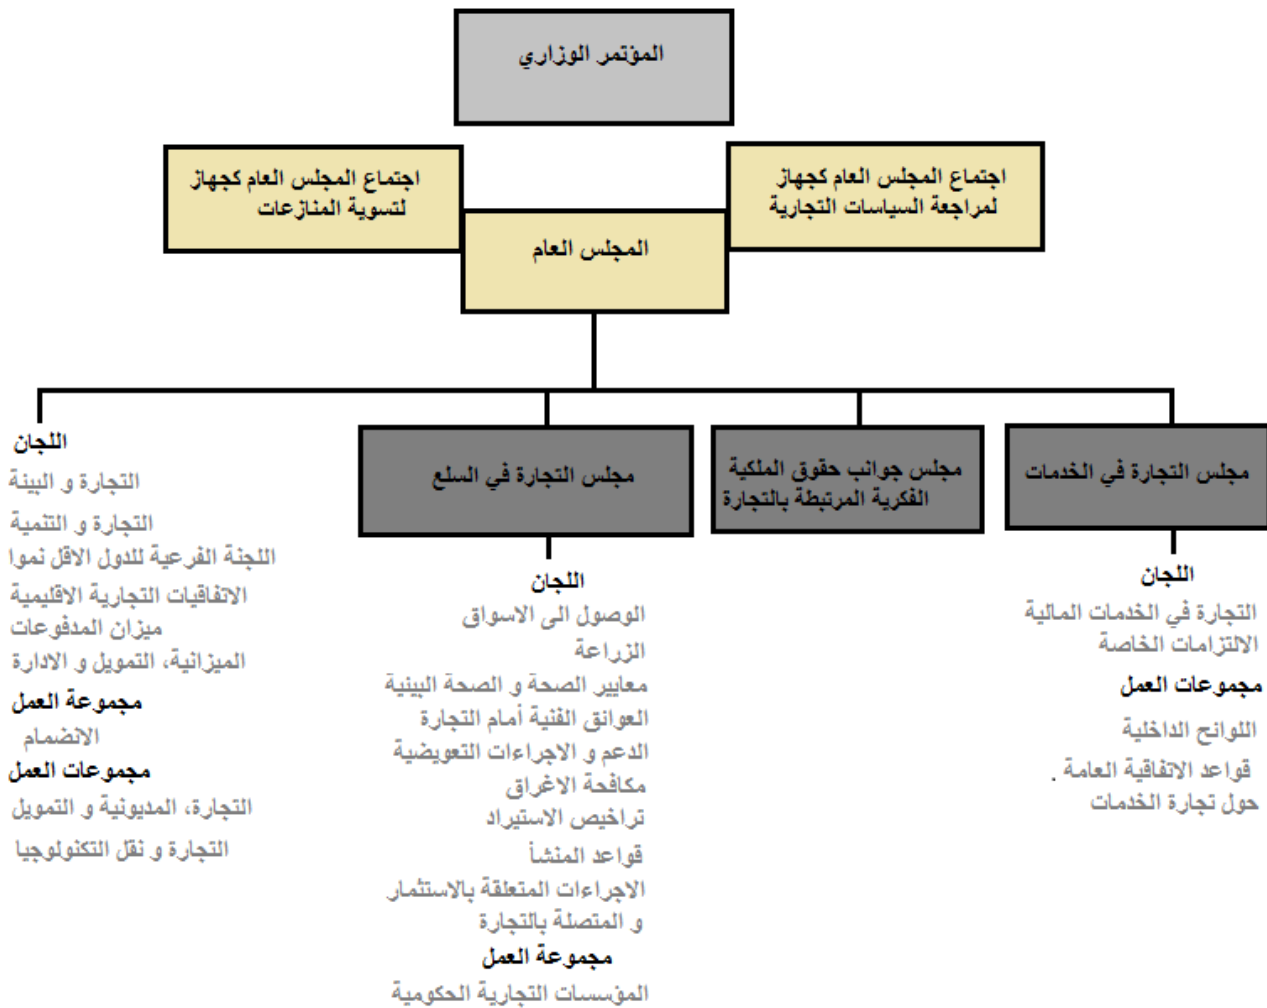 المؤتمر الوزاري
اجتماع المجلس العام كجهاز
لمراجعة السياسات التجارية
اجتماع المجلس العام كجهاز
لتسوية المنازعات
المجلس العام
مجلس التجارة في الخدمات
اللجان
التجارة في الخدمات المالية
الالتزامات الخاصة
مجموعات العمل
اللوائح الداخلية
قواعد الاتفاقية العامة .
حول تجارة الخدمات
مجلس جوانب حقوق الملكية
الفكرية المرتبطة بالتجارة
مجلس التجارة في السلع
اللجان
الوصول الى الاسواق
الزراعة
معايير الصحة و الصحة البيئية
العوائق الفنية أمام التجارة
الدعم و الاجراءات التعويضية
مكافحة الاغراق
تراخيص الاستيراد
قواعد المنشأ
الاجراءات المتعلقة بالاستثمار
و المتصلة بالتجارة
مجموعة العمل
المؤسسات التجارية الحكومية
اللجان
التجارة و البيئة
التجارة و التنمية
اللجنة الفرعية للدول الاقل نموا
الاتفاقيات التجارية الاقليمية
ميزان المدفوعات
الميزانية، التمويل و الادارة
مجموعة العمل
الانضمام
مجموعات العمل
التجارة، المديونية و التمويل
التجارة و نقل التكنولوجيا